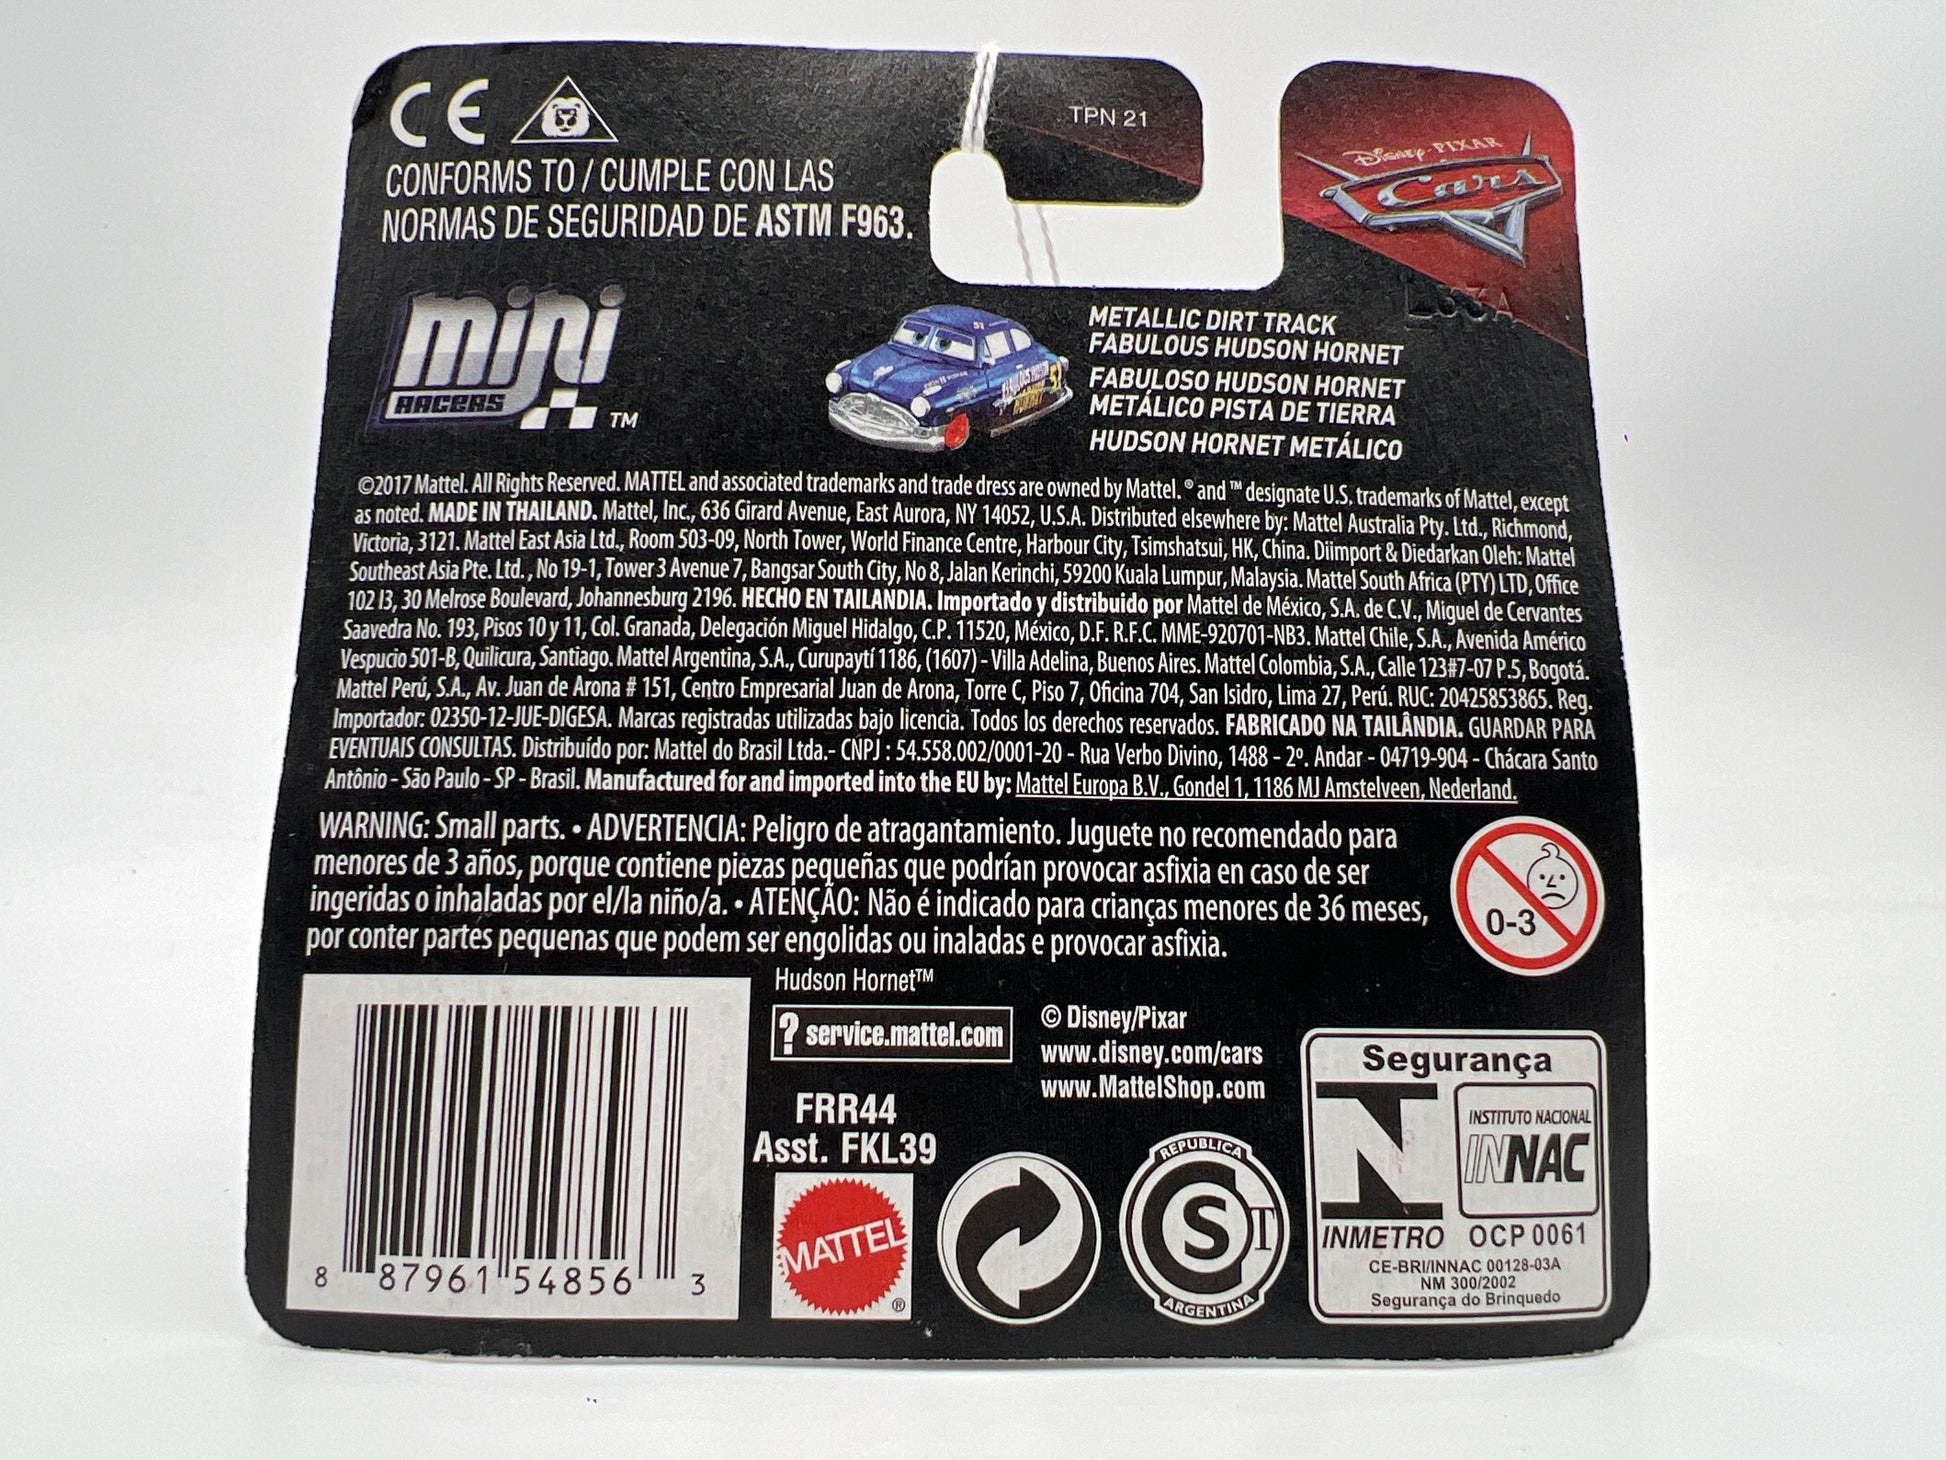 CE
CONFORMS TO / CUMPLE CON LAS
NORMAS DE SEGURIDAD DE ASTM F963.
TPN 21
Disney·PIXAR
Cars
mini
RACERS ™
METALLIC DIRT TRACK
FABULOUS HUDSON HORNET
FABULOSO HUDSON HORNET
METÁLICO PISTA DE TIERRA
HUDSON HORNET METÁLICO
©2017 Mattel. All Rights Reserved. MATTEL and associated trademarks and trade dress are owned by Mattel. ® and ™ designate U.S. trademarks of Mattel, except
as noted. MADE IN THAILAND. Mattel, Inc., 636 Girard Avenue, East Aurora, NY 14052, U.S.A. Distributed elsewhere by: Mattel Australia Pty. Ltd., Richmond,
Victoria, 3121. Mattel East Asia Ltd., Room 503-09, North Tower, World Finance Centre, Harbour City, Tsimshatsui, HK, China. Diimport & Diedarkan Oleh: Mattel
Southeast Asia Pte. Ltd., No 19-1, Tower 3 Avenue 7, Bangsar South City, No 8, Jalan Kerinchi, 59200 Kuala Lumpur, Malaysia. Mattel South Africa (PTY) LTD, Office
102 I3, 30 Melrose Boulevard, Johannesburg 2196. HECHO EN TAILANDIA. Importado y distribuido por Mattel de México, S.A. de C.V., Miguel de Cervantes
Saavedra No. 193, Pisos 10 y 11, Col. Granada, Delegación Miguel Hidalgo, C.P. 11520, México, D.F. R.F.C. MME-920701-NB3. Mattel Chile, S.A., Avenida Américo
Vespucio 501-B, Quilicura, Santiago. Mattel Argentina, S.A., Curupaytí 1186, (1607) - Villa Adelina, Buenos Aires. Mattel Colombia, S.A., Calle 123#7-07 P.5, Bogotá.
Mattel Perú, S.A., Av. Juan de Arona # 151, Centro Empresarial Juan de Arona, Torre C, Piso 7, Oficina 704, San Isidro, Lima 27, Perú. RUC: 20425853865. Reg.
Importador: 02350-12-JUE-DIGESA. Marcas registradas utilizadas bajo licencia. Todos los derechos reservados. FABRICADO NA TAILÂNDIA. GUARDAR PARA
EVENTUAIS CONSULTAS. Distribuído por: Mattel do Brasil Ltda.- CNPJ : 54.558.002/0001-20 - Rua Verbo Divino, 1488 - 2º. Andar - 04719-904 - Chácara Santo
Antônio - São Paulo - SP - Brasil. Manufactured for and imported into the EU by: Mattel Europa B.V., Gondel 1, 1186 MJ Amstelveen, Nederland.
WARNING: Small parts. • ADVERTENCIA: Peligro de atragantamiento. Juguete no recomendado para
menores de 3 años, porque contiene piezas pequeñas que podrían provocar asfixia en caso de ser
ingeridas o inhaladas por el/la niño/a. • ATENÇÃO: Não é indicado para crianças menores de 36 meses,
por conter partes pequenas que podem ser engolidas ou inaladas e provocar asfixia.
0-3
Hudson Hornet™
? service.mattel.com
© Disney/Pixar
www.disney.com/cars
www.MattelShop.com
FRR44
Asst. FKL39
8 87961 54856 3
MATTEL ®
REPUBLICA
CST
ARGENTINA
Segurança
INSTITUTO NACIONAL
INNAC
INMETRO OCP 0061
CE-BRI/INNAC 00128-03A
NM 300/2002
Segurança do Brinquedo